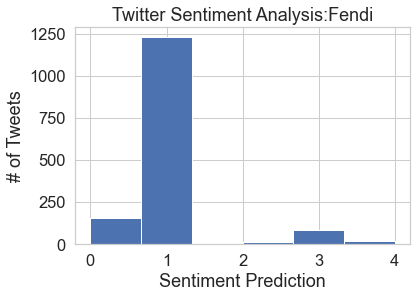 Twitter Sentiment Analysis:Fendi
1250
1000
750
500
250
0
# of Tweets
0 1 2 3 4
Sentiment Prediction